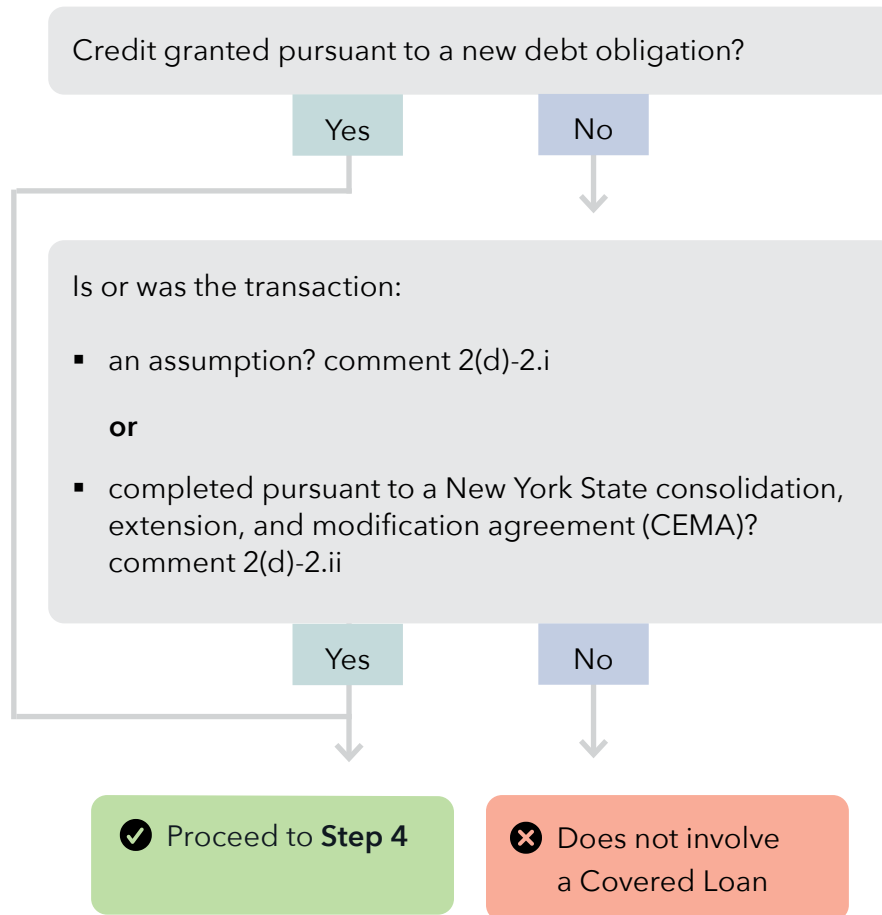 Credit granted pursuant to a new debt obligation?
Yes
No
Is or was the transaction:
▪ an assumption? comment 2(d)-2.i
or
▪ completed pursuant to a New York State consolidation,
extension, and modification agreement (CEMA)?
comment 2(d)-2.ii
Yes
No
Proceed to Step 4
Does not involve
a Covered Loan